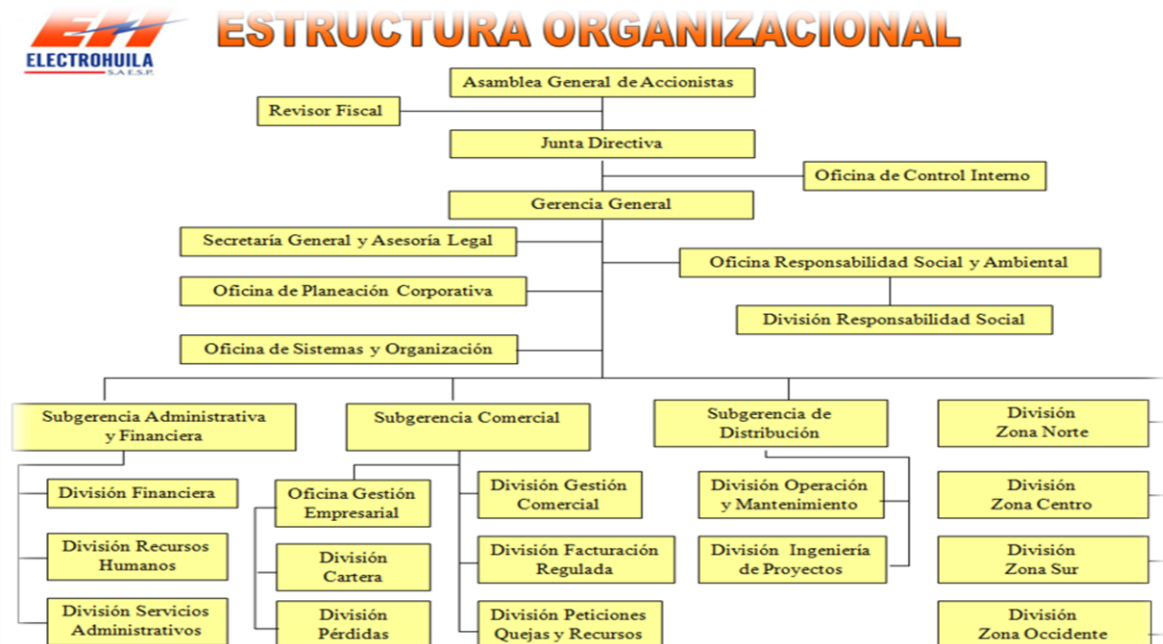 EH
ELECTROHUILA
S.A E.S.P.
ESTRUCTURA ORGANIZACIONAL
Asamblea General de Accionistas
Revisor Fiscal
Junta Directiva
Oficina de Control Interno
Gerencia General
Secretaría General y Asesoría Legal
Oficina Responsabilidad Social y Ambiental
Oficina de Planeación Corporativa
División Responsabilidad Social
Oficina de Sistemas y Organización
Subgerencia Administrativa
y Financiera
División Financiera
División Recursos
Humanos
División Servicios
Administrativos
Subgerencia Comercial
Oficina Gestión
Empresarial
División
Cartera
División
Pérdidas
División Gestión
Comercial
División Facturación
Regulada
División Peticiones
Quejas y Recursos
Subgerencia de
Distribución
División Operación
y Mantenimiento
División Ingeniería
de Proyectos
División
Zona Norte
División
Zona Centro
División
Zona Sur
División
Zona Occidente